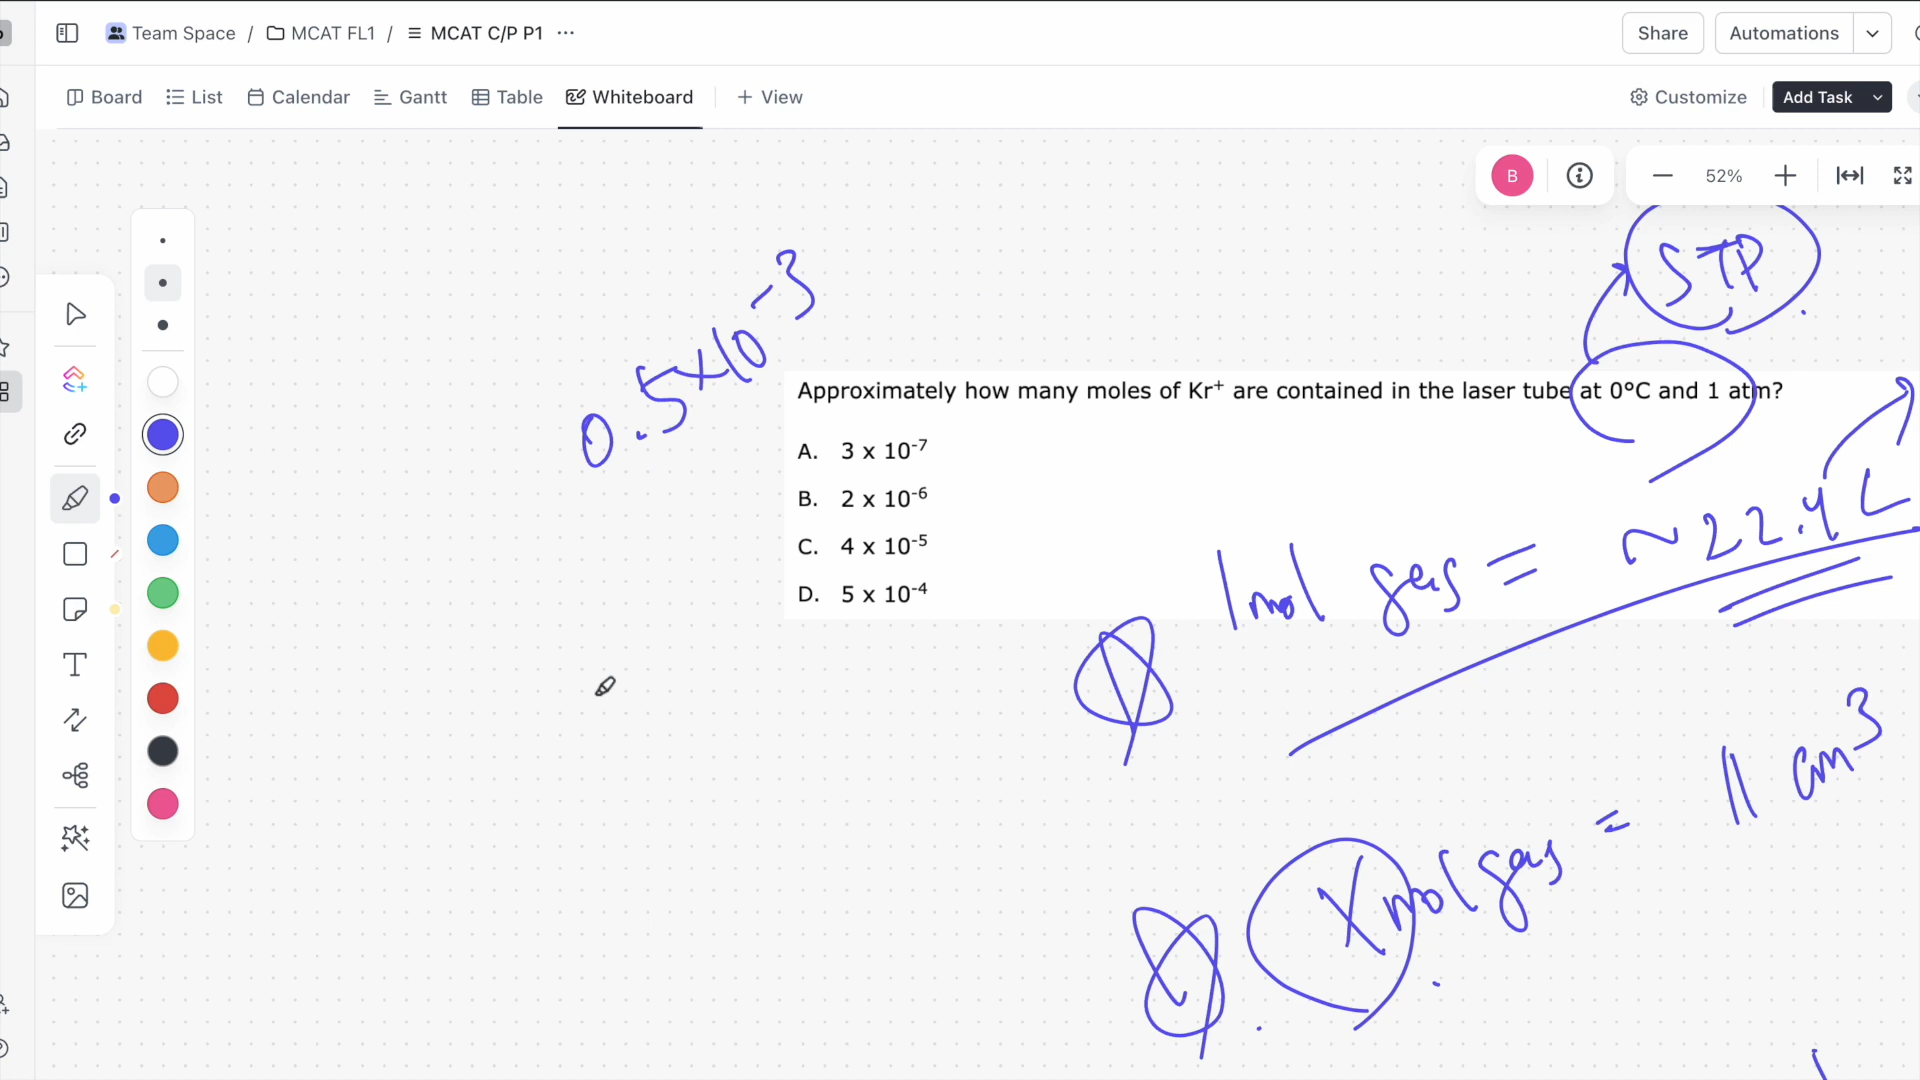 Team Space / MCAT FL1 / MCAT C/P P1 ···
Share
Automations
Board
List
Calendar
Gantt
Table
Whiteboard
+ View
Customize
Add Task
B
52%
STP
0.5x10⁻³
Approximately how many moles of Kr⁺ are contained in the laser tube at 0°C and 1 atm?
A. 3 x 10⁻⁷
B. 2 x 10⁻⁶
C. 4 x 10⁻⁵
D. 5 x 10⁻⁴
1 mol gas = ~22.4 L
X mol gas = 11 cm³